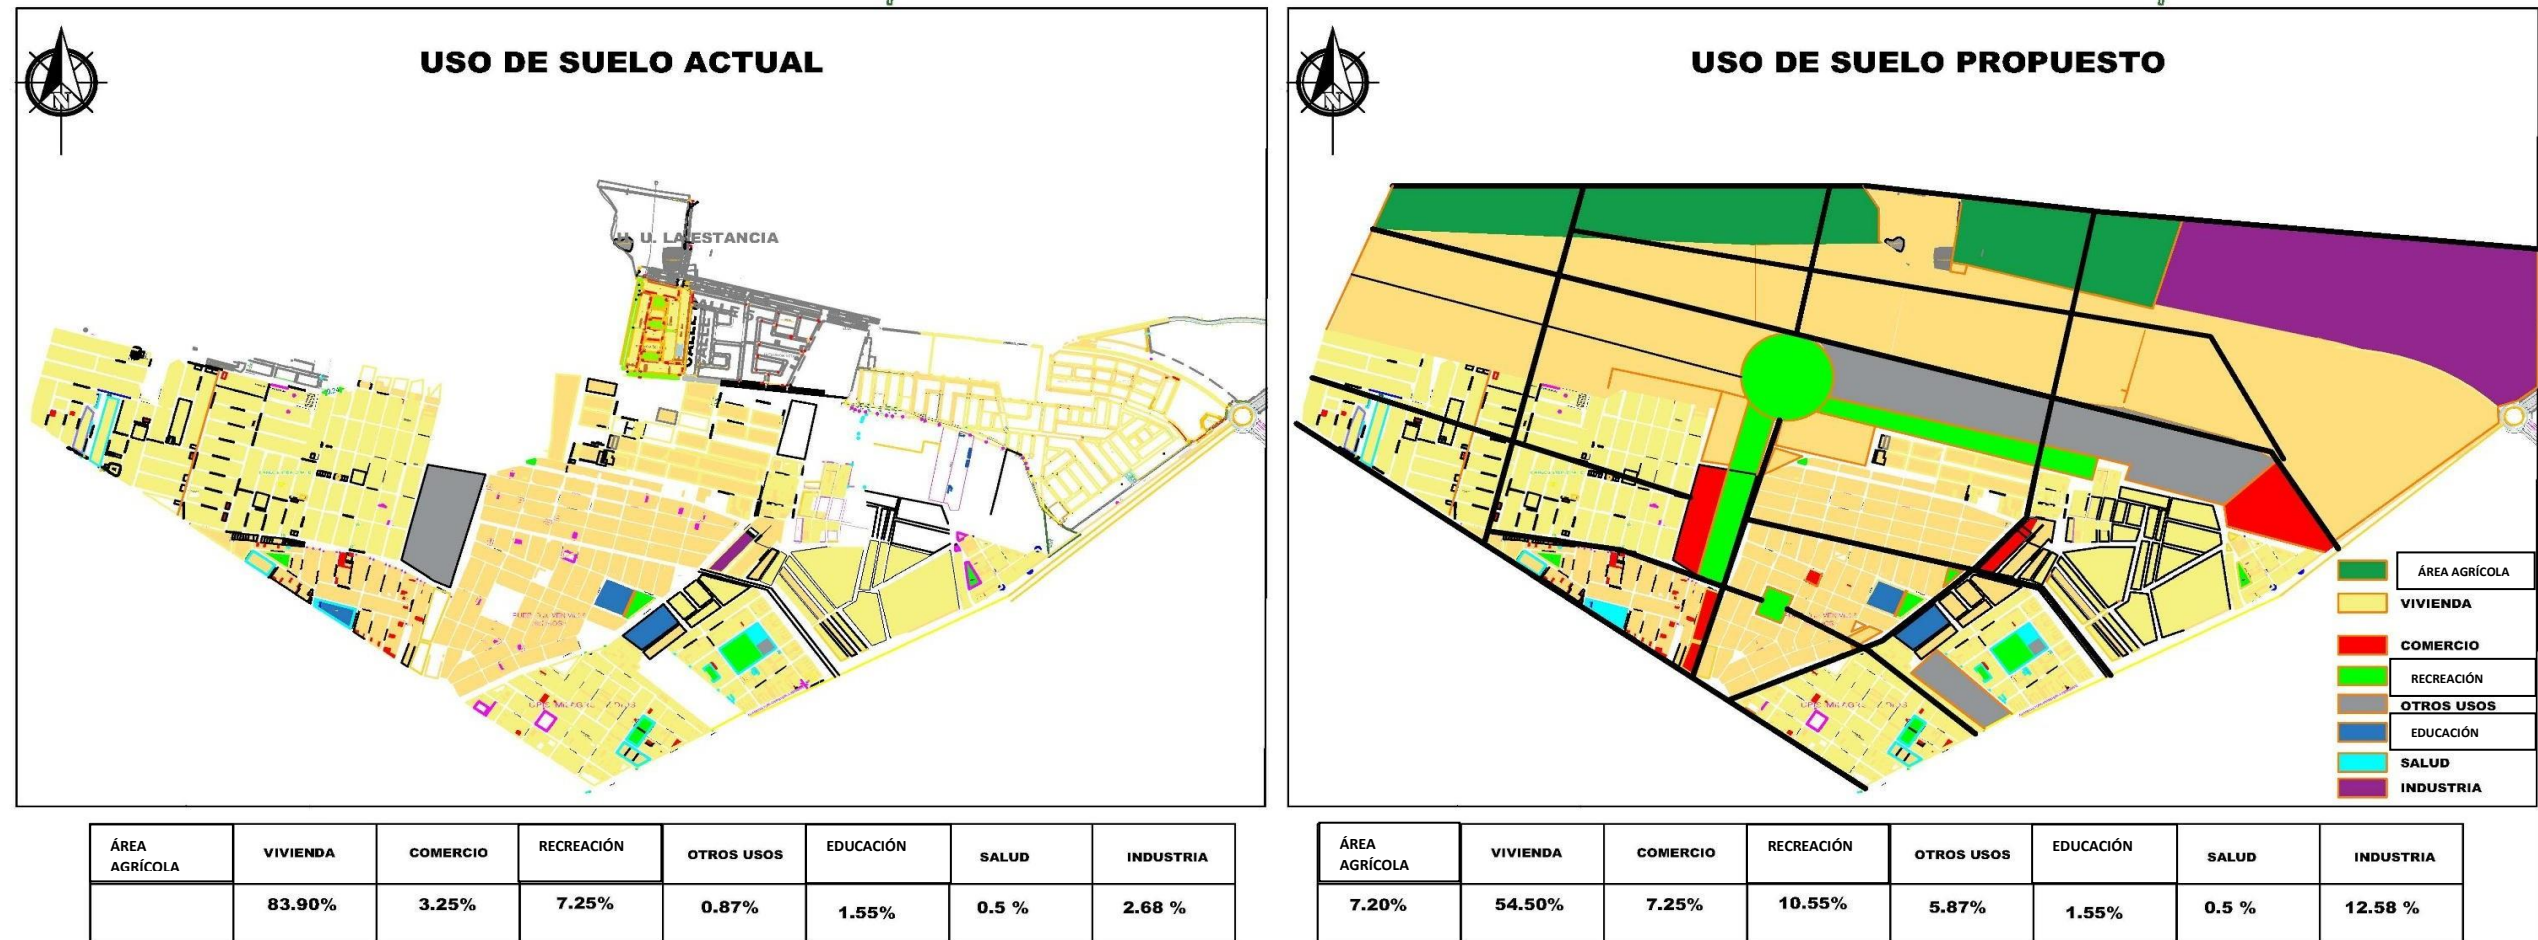 USO DE SUELO ACTUAL
N
U. U. LA ESTANCIA
USO DE SUELO PROPUESTO
N
ÁREA AGRÍCOLA
VIVIENDA
COMERCIO
RECREACIÓN
OTROS USOS
EDUCACIÓN
SALUD
INDUSTRIA
ÁREA AGRÍCOLA VIVIENDA COMERCIO RECREACIÓN OTROS USOS EDUCACIÓN SALUD INDUSTRIA
83.90% 3.25% 7.25% 0.87% 1.55% 0.5 % 2.68 %
ÁREA AGRÍCOLA VIVIENDA COMERCIO RECREACIÓN OTROS USOS EDUCACIÓN SALUD INDUSTRIA
7.20% 54.50% 7.25% 10.55% 5.87% 1.55% 0.5 % 12.58 %